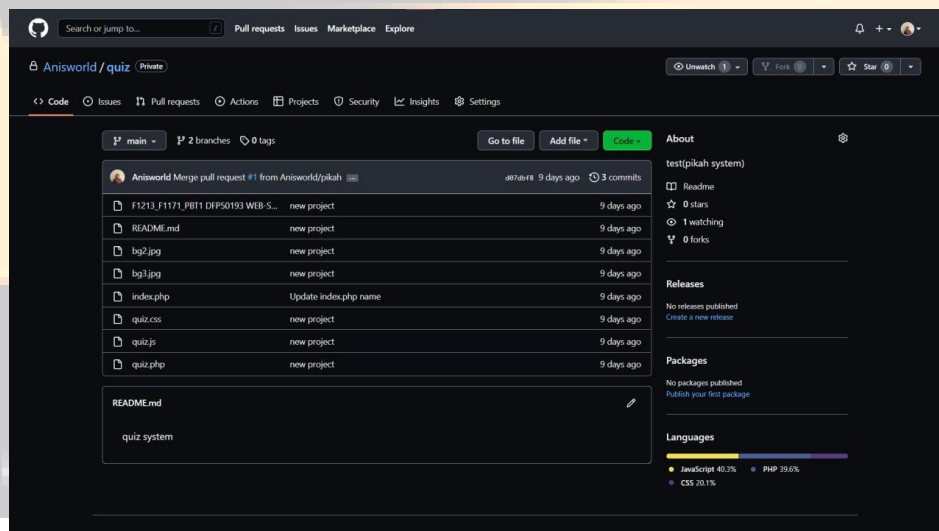 Search or jump to... / Pull requests Issues Marketplace Explore
Anisworld / quiz Private Unwatch 1 Fork 0 Star 0
Code Issues Pull requests Actions Projects Security Insights Settings
main 2 branches 0 tags Go to file Add file Code
Anisworld Merge pull request #1 from Anisworld/pikah ... d07dbf8 9 days ago 3 commits
F1213_F1171_PBT1 DFP50193 WEB-S... new project 9 days ago
README.md new project 9 days ago
bg2.jpg new project 9 days ago
bg3.jpg new project 9 days ago
index.php Update index.php name 9 days ago
quiz.css new project 9 days ago
quiz.js new project 9 days ago
quiz.php new project 9 days ago
README.md
quiz system
About
test(pikah system)
Readme
0 stars
1 watching
0 forks
Releases
No releases published
Create a new release
Packages
No packages published
Publish your first package
Languages
JavaScript 40.3% PHP 39.6%
CSS 20.1%